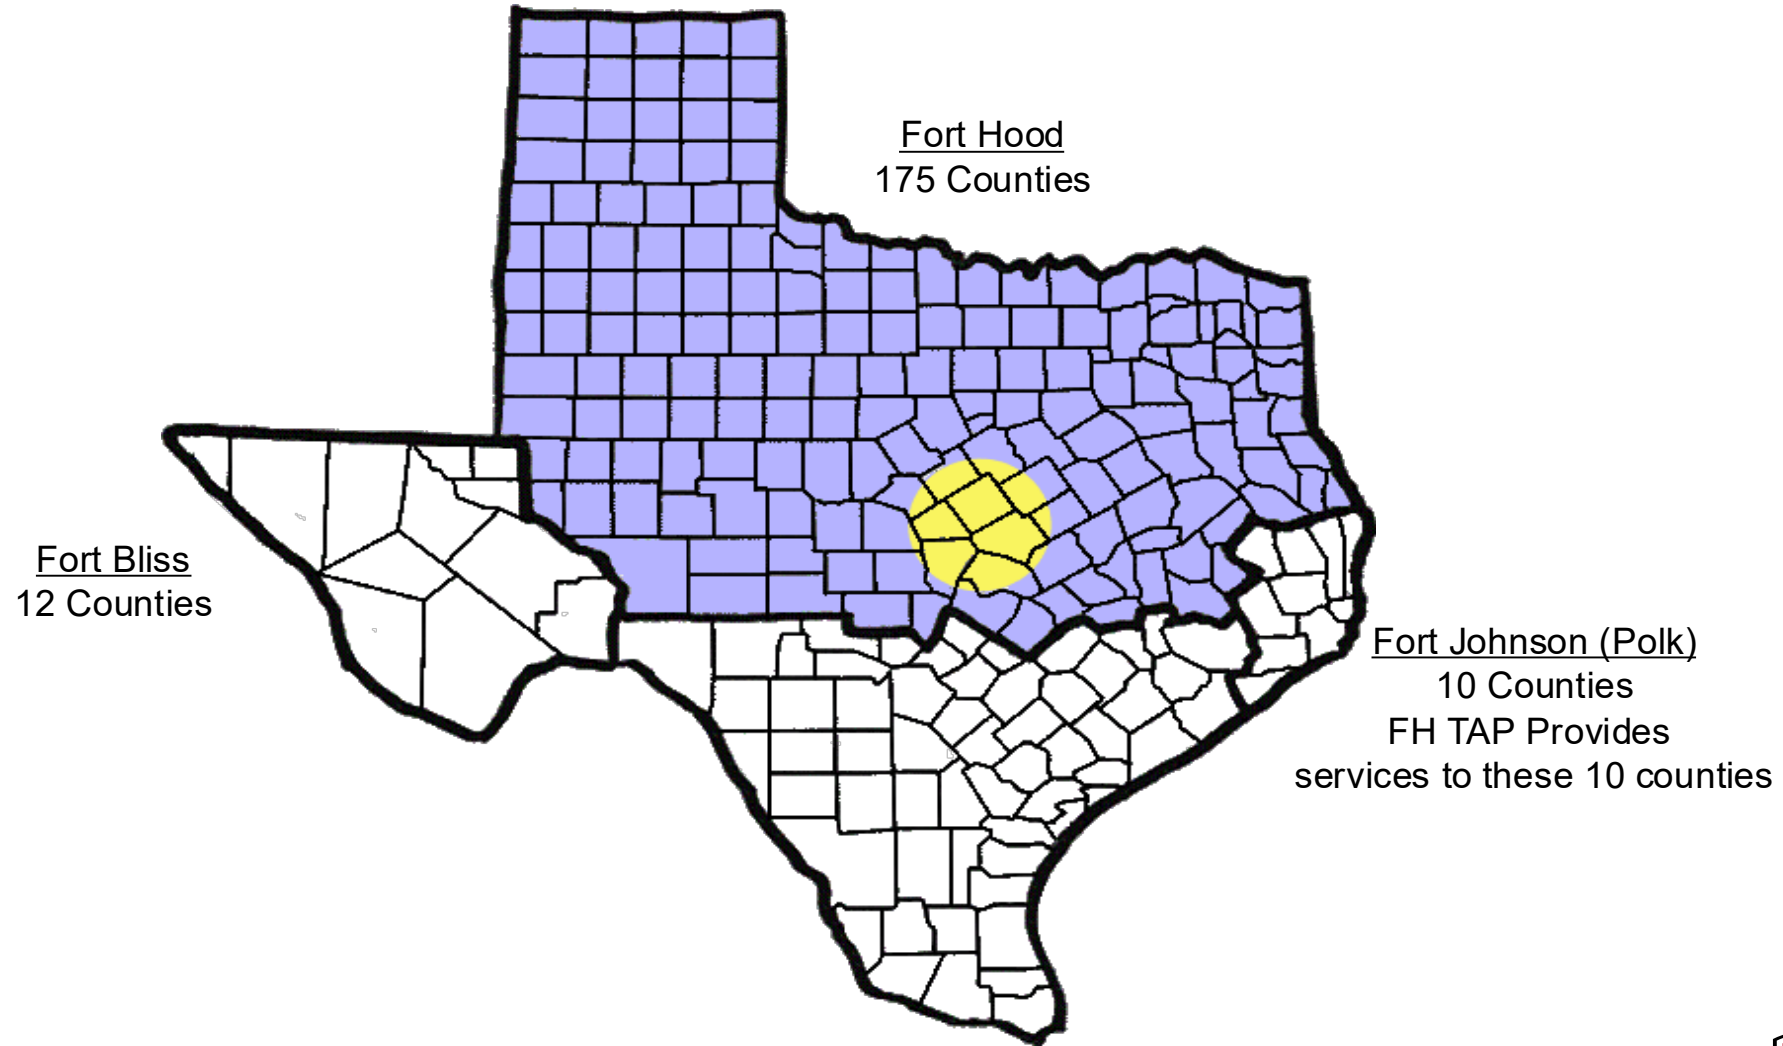 Fort Hood
175 Counties
Fort Bliss
12 Counties
Fort Johnson (Polk)
10 Counties
FH TAP Provides
services to these 10 counties